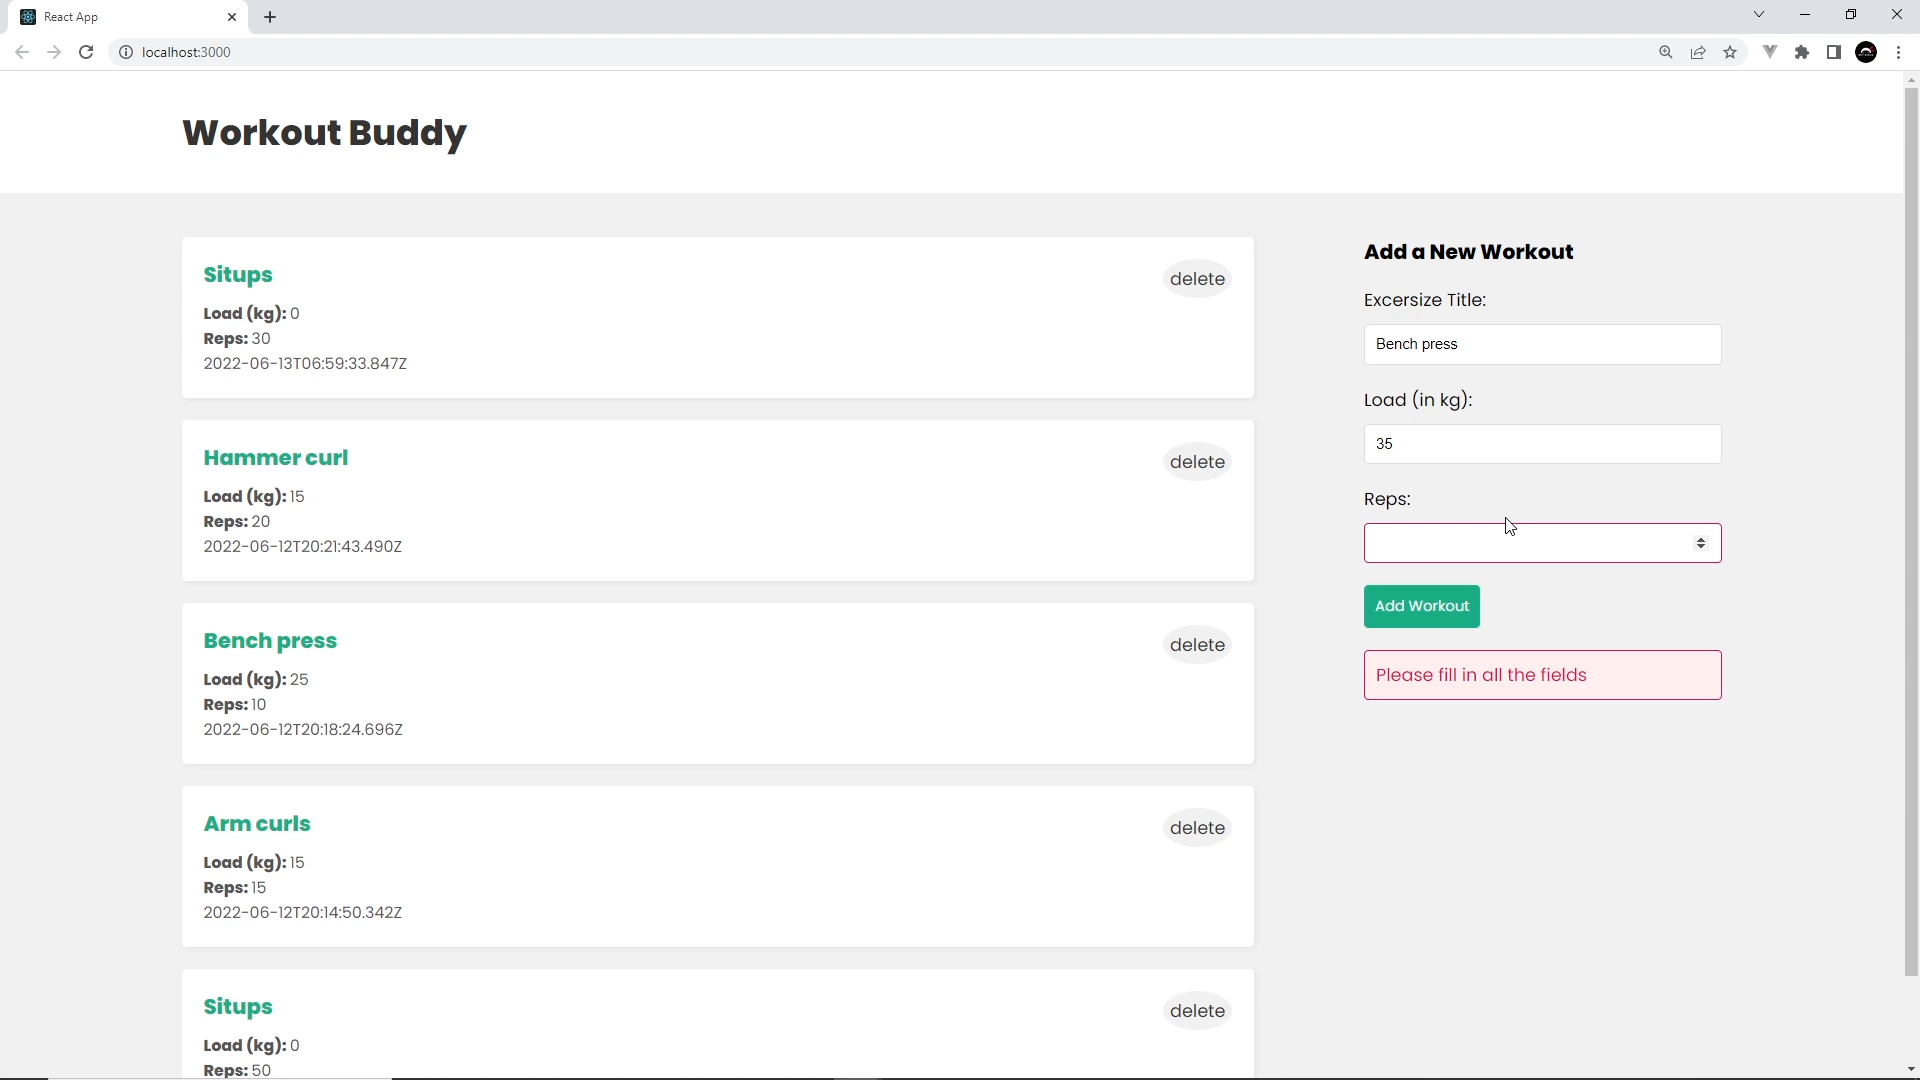 React App
localhost:3000
Workout Buddy
Situps
delete
Load (kg): 0
Reps: 30
2022-06-13T06:59:33.847Z
Hammer curl
delete
Load (kg): 15
Reps: 20
2022-06-12T20:21:43.490Z
Bench press
delete
Load (kg): 25
Reps: 10
2022-06-12T20:18:24.696Z
Arm curls
delete
Load (kg): 15
Reps: 15
2022-06-12T20:14:50.342Z
Situps
delete
Load (kg): 0
Reps: 50
Add a New Workout
Excersize Title:
Bench press
Load (in kg):
35
Reps:
Add Workout
Please fill in all the fields